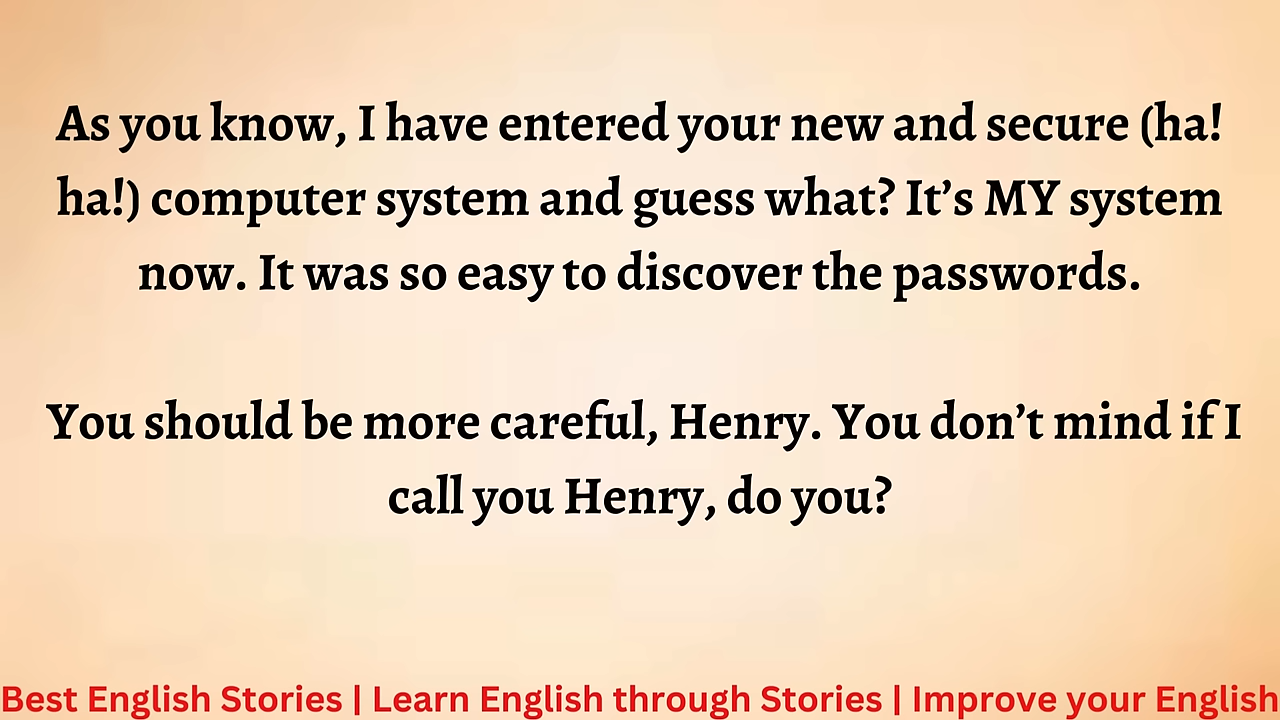 As you know, I have entered your new and secure (ha!
ha!) computer system and guess what? It’s MY system
now. It was so easy to discover the passwords.
You should be more careful, Henry. You don’t mind if I
call you Henry, do you?
Best English Stories | Learn English through Stories | Improve your English